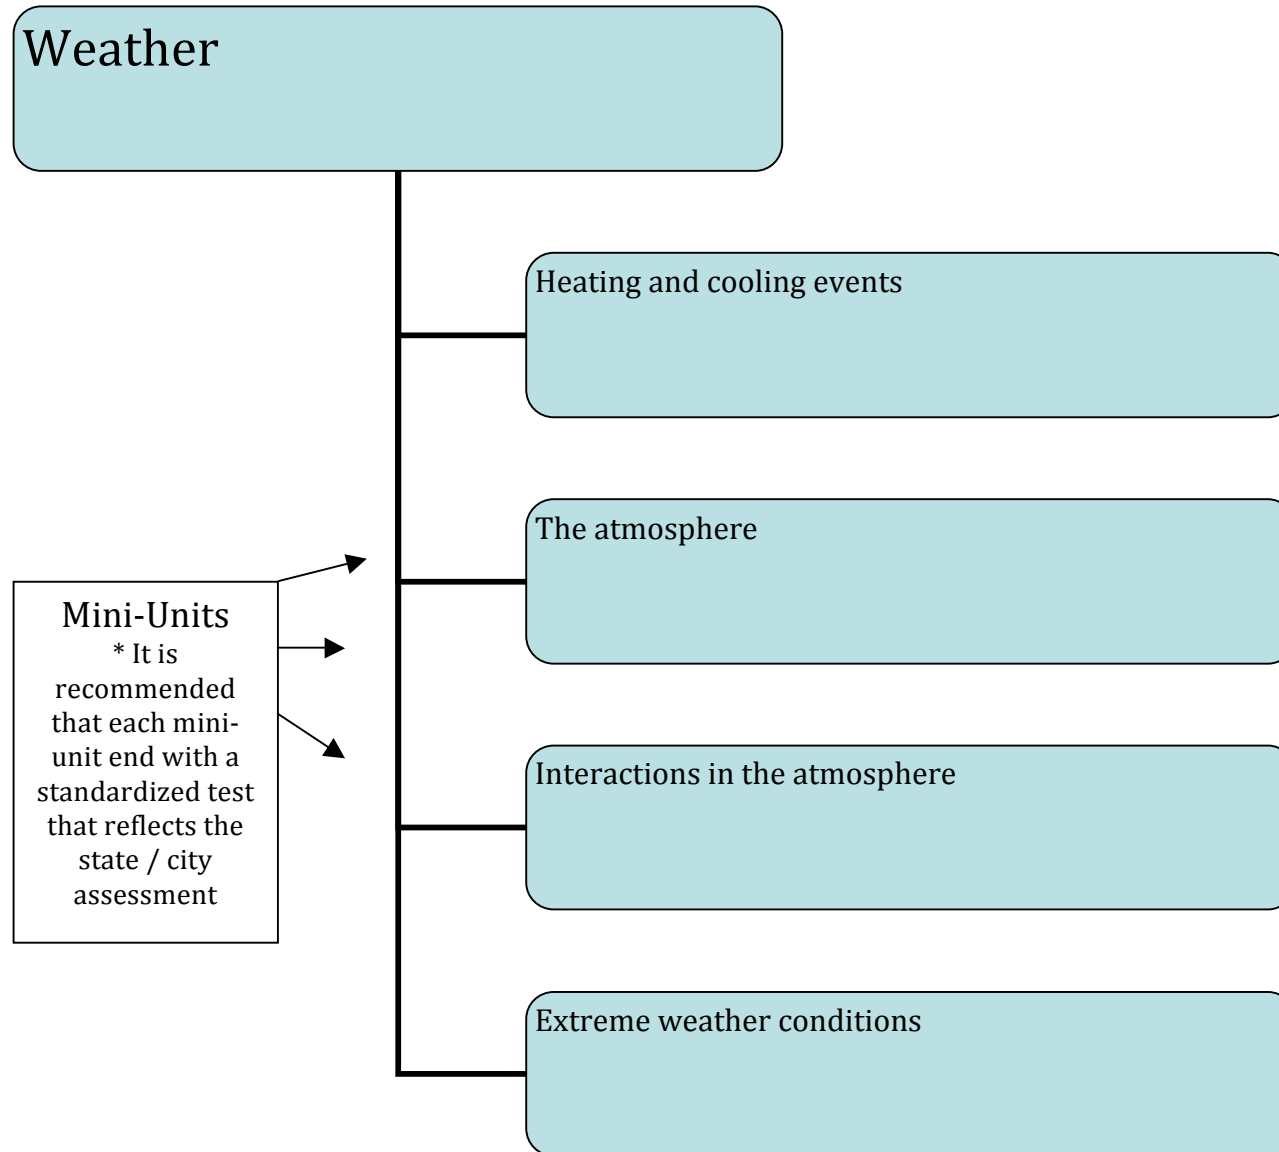 Weather
Heating and cooling events
The atmosphere
Mini-Units
* It is
recommended
that each mini-
unit end with a
standardized test
that reflects the
state / city
assessment
Interactions in the atmosphere
Extreme weather conditions